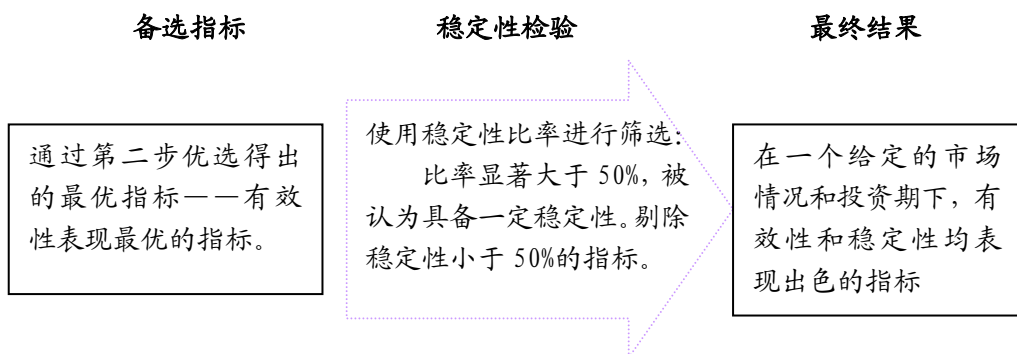 备选指标
稳定性检验
最终结果
通过第二步优选得出
的最优指标——有效
性表现最优的指标。
使用稳定性比率进行筛选:
比率显著大于 50%, 被
认为具备一定稳定性。剔除
稳定性小于 50%的指标。
在一个给定的市场
情况和投资期下, 有
效性和稳定性均表
现出色的指标